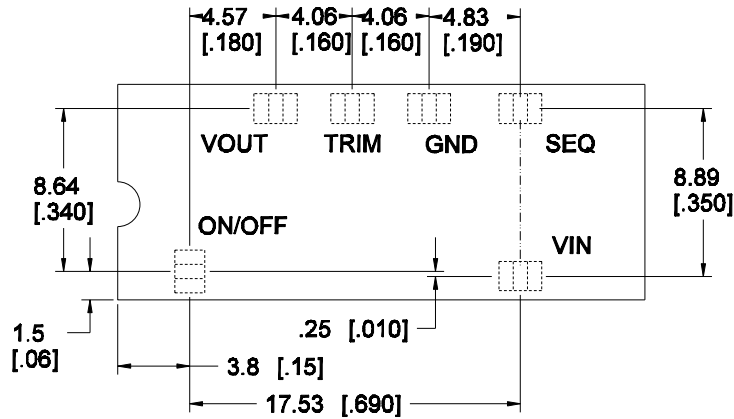 4.57 4.06 4.06 4.83
[.180] [.160] [.160] [.190]
VOUT TRIM GND SEQ
8.64
[.340]
8.89
[.350]
ON/OFF
VIN
1.5
[.06]
.25 [.010]
3.8 [.15]
17.53 [.690]